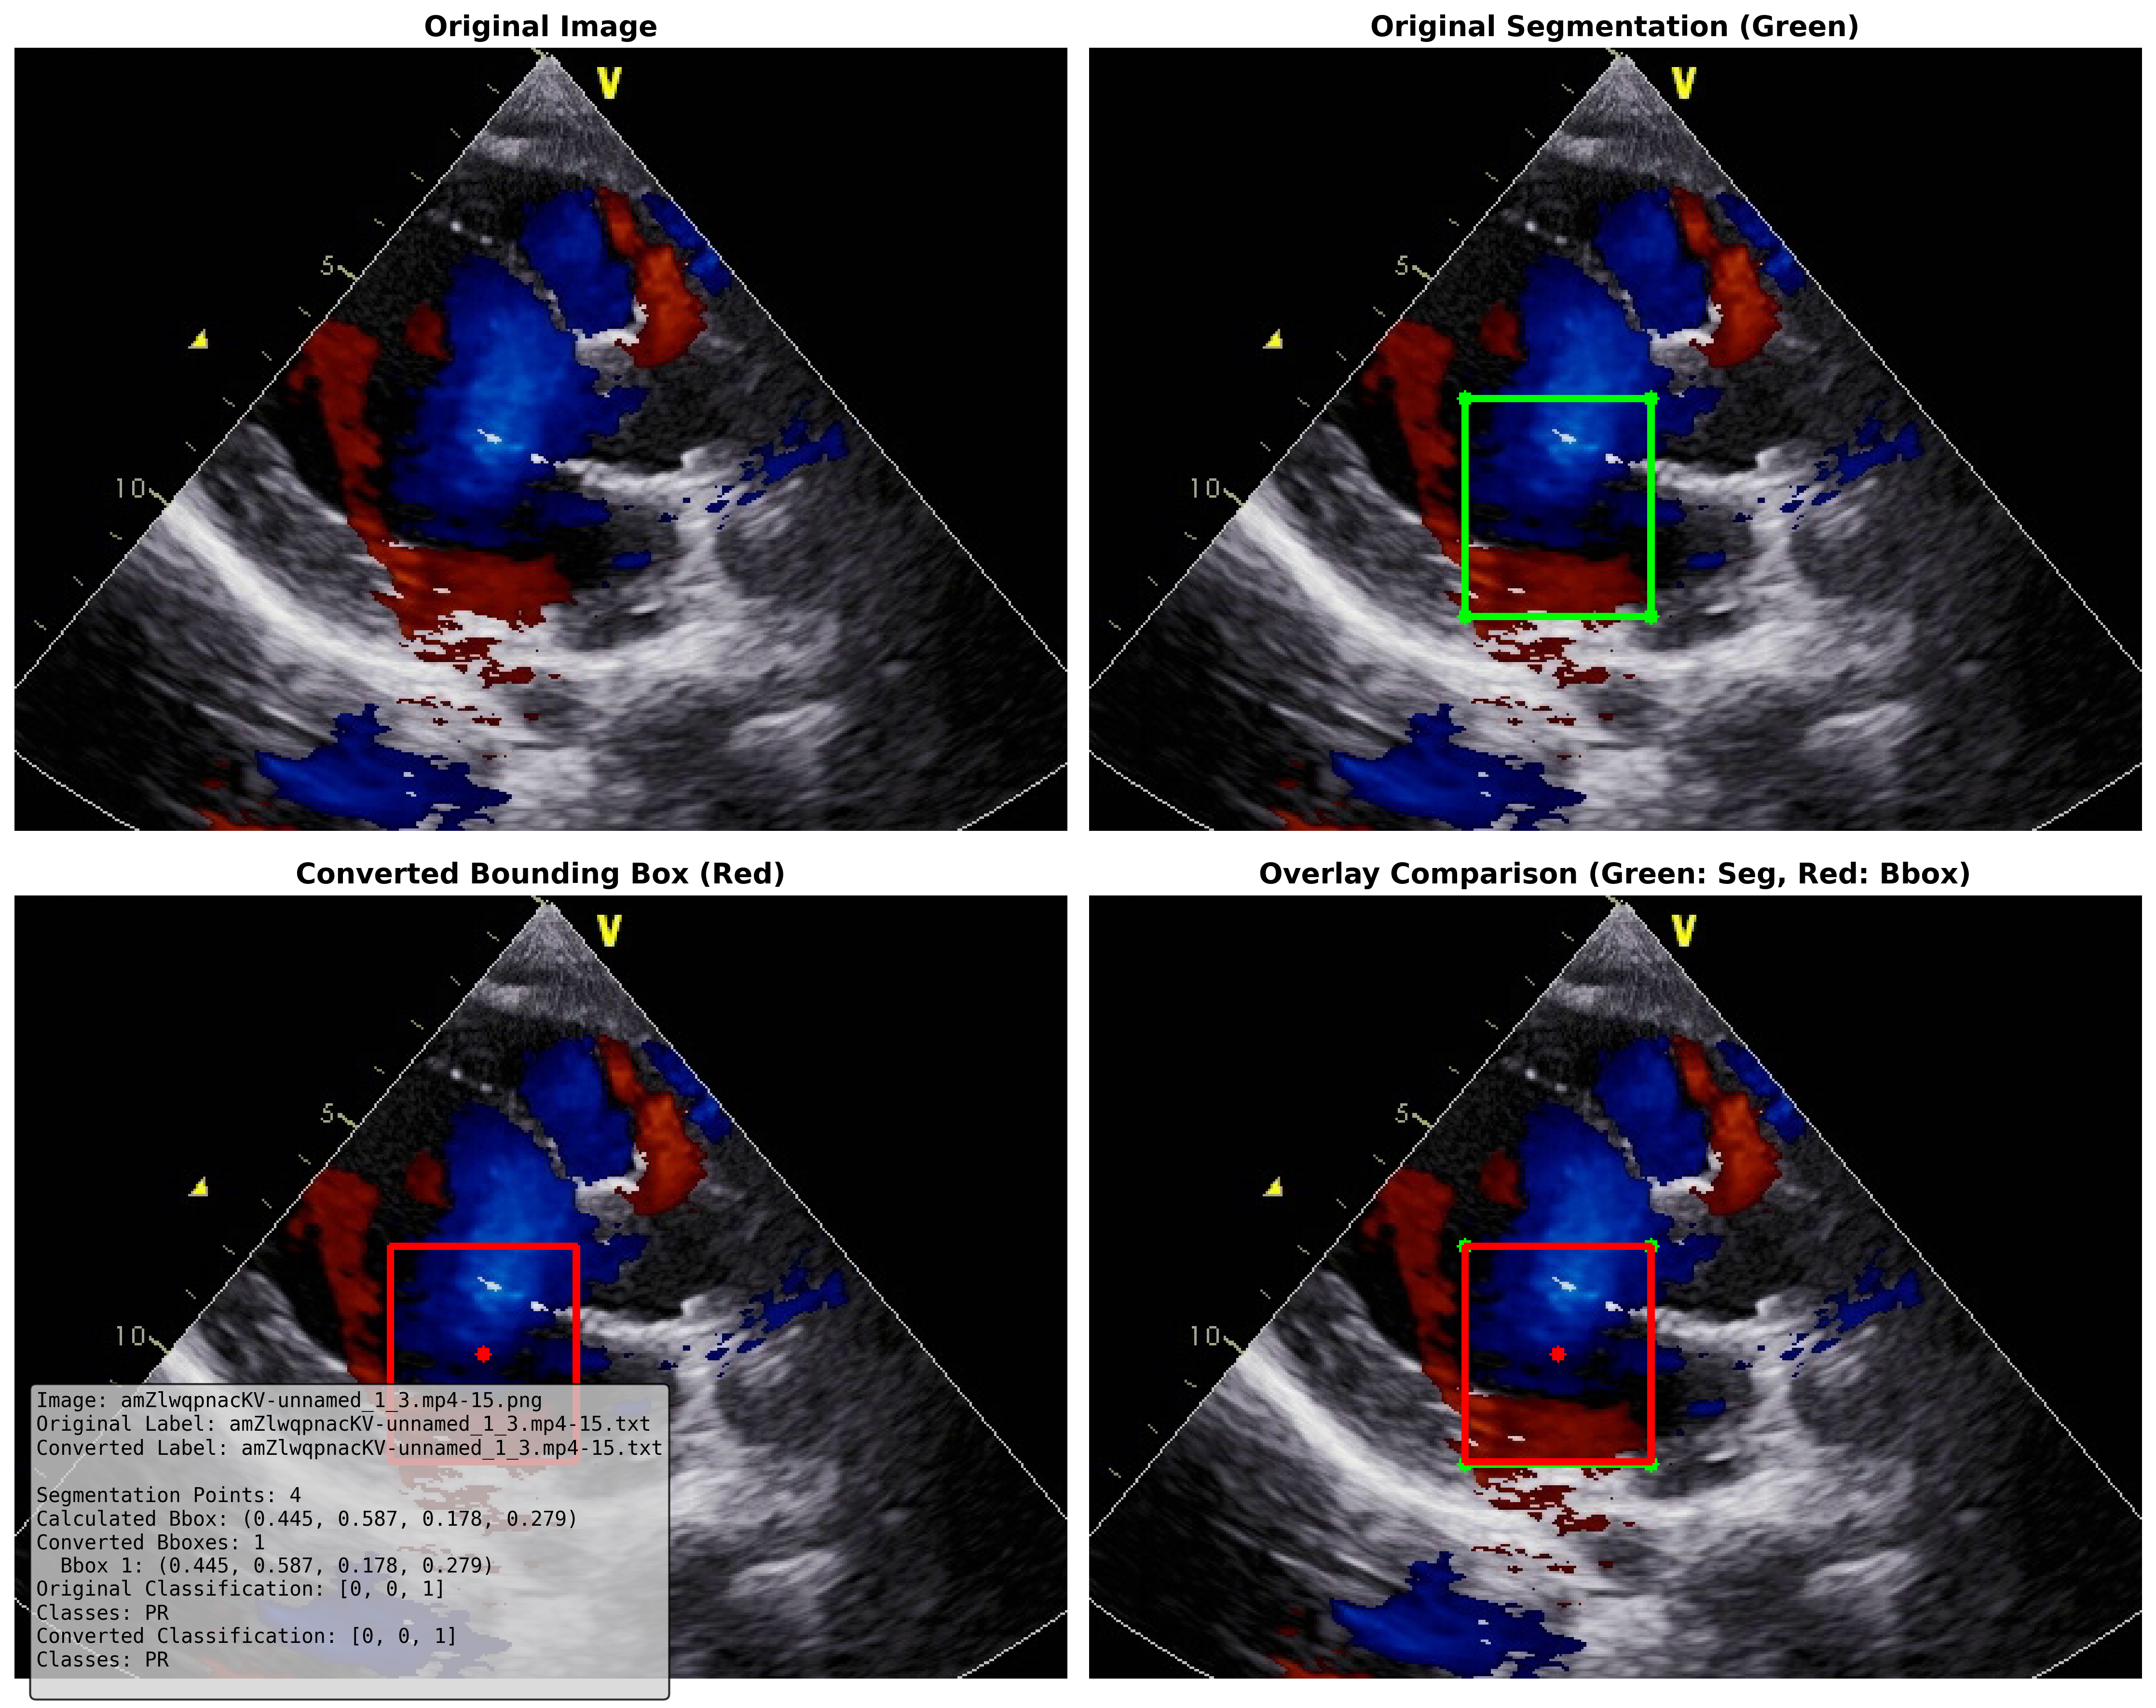 Original Image
Original Segmentation (Green)
V
5
10
V
5
10
Converted Bounding Box (Red)
Overlay Comparison (Green: Seg, Red: Bbox)
V
5
10
V
5
10
Image: amZlwqpnacKV-unnamed_1_3.mp4-15.png
Original Label: amZlwqpnacKV-unnamed_1_3.mp4-15.txt
Converted Label: amZlwqpnacKV-unnamed_1_3.mp4-15.txt
Segmentation Points: 4
Calculated Bbox: (0.445, 0.587, 0.178, 0.279)
Converted Bboxes: 1
Bbox 1: (0.445, 0.587, 0.178, 0.279)
Original Classification: [0, 0, 1]
Classes: PR
Converted Classification: [0, 0, 1]
Classes: PR